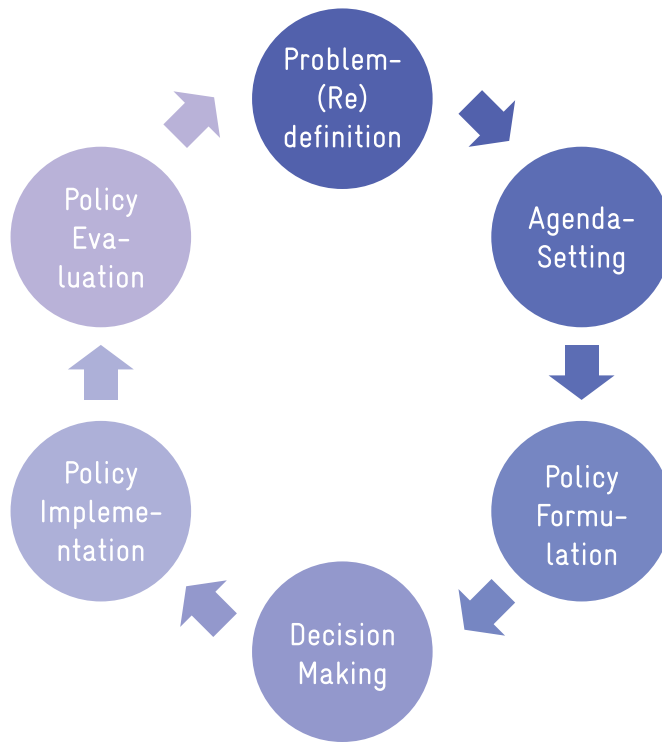 Problem-
(Re)
definition
Agenda-
Setting
Policy
Formu-
lation
Decision
Making
Policy
Impleme-
ntation
Policy
Eva-
luation